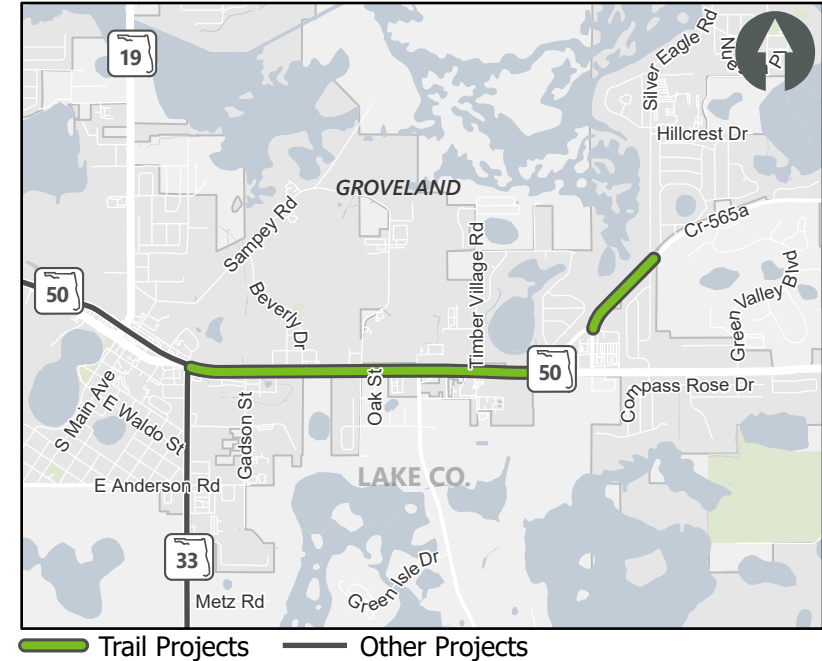 19
Silver Eagle Rd
Hillcrest Dr
GROVELAND
Sampey Rd
Cr-565a
Timber Village Rd
50
Beverly Dr
Green Valley Blvd
50
Oak St
Compass Rose Dr
S Main Ave
E Waldo St
Gadson St
LAKE CO.
E Anderson Rd
33
Green Isle Dr
Metz Rd
Trail Projects
Other Projects